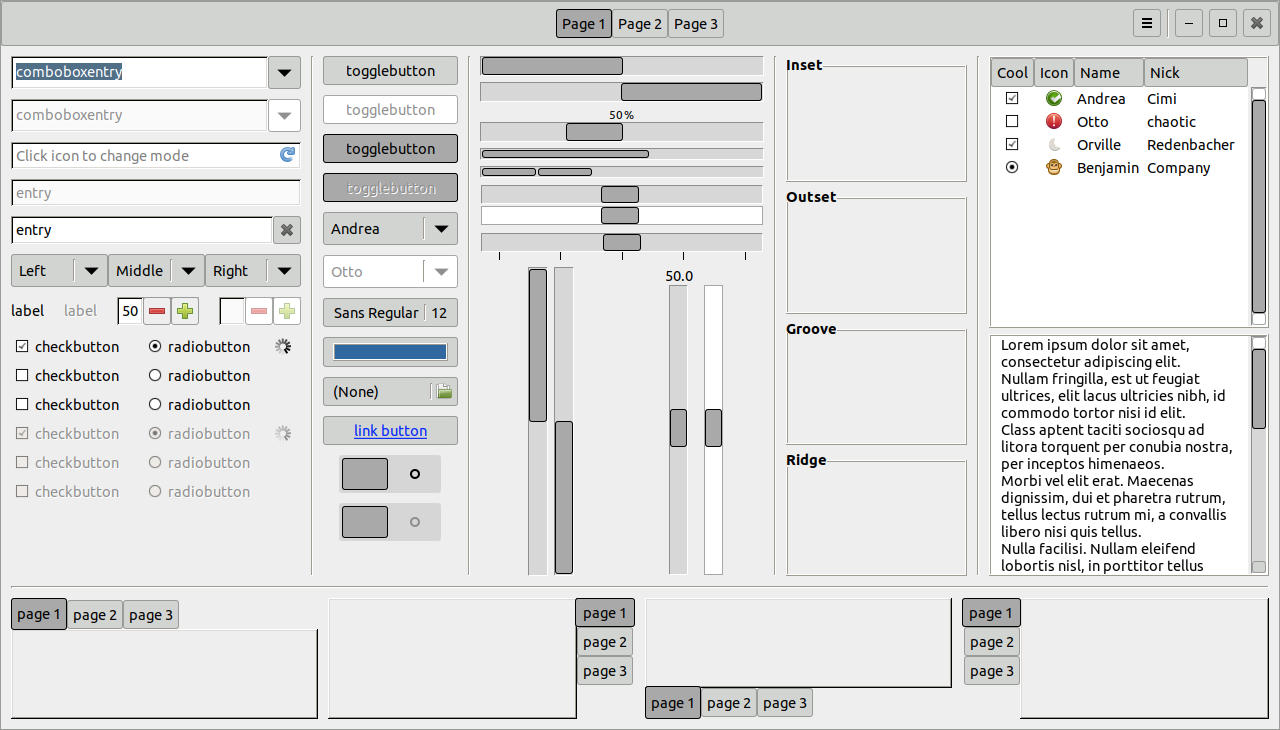 Page 1 Page 2 Page 3
comboboxentry
comboboxentry
Click icon to change mode
entry
entry
Left Middle Right
label label 50
checkbutton radiobutton
checkbutton radiobutton
checkbutton radiobutton
checkbutton radiobutton
checkbutton radiobutton
checkbutton radiobutton
togglebutton
togglebutton
togglebutton
togglebutton
Andrea
Otto
Sans Regular 12
(None)
link button
50 %
50.0
Inset
Outset
Groove
Ridge
Cool Icon Name Nick
Andrea Cimi
Otto chaotic
Orville Redenbacher
Benjamin Company
Lorem ipsum dolor sit amet,
consectetur adipiscing elit.
Nullam fringilla, est ut feugiat
ultrices, elit lacus ultricies nibh, id
commodo tortor nisi id elit.
Class aptent taciti sociosqu ad
litora torquent per conubia nostra,
per inceptos himenaeos.
Morbi vel elit erat. Maecenas
dignissim, dui et pharetra rutrum,
tellus lectus rutrum mi, a convallis
libero nisi quis tellus.
Nulla facilisi. Nullam eleifend
lobortis nisl, in porttitor tellus
page 1 page 2 page 3
page 1
page 2
page 3
page 1 page 2 page 3
page 1
page 2
page 3